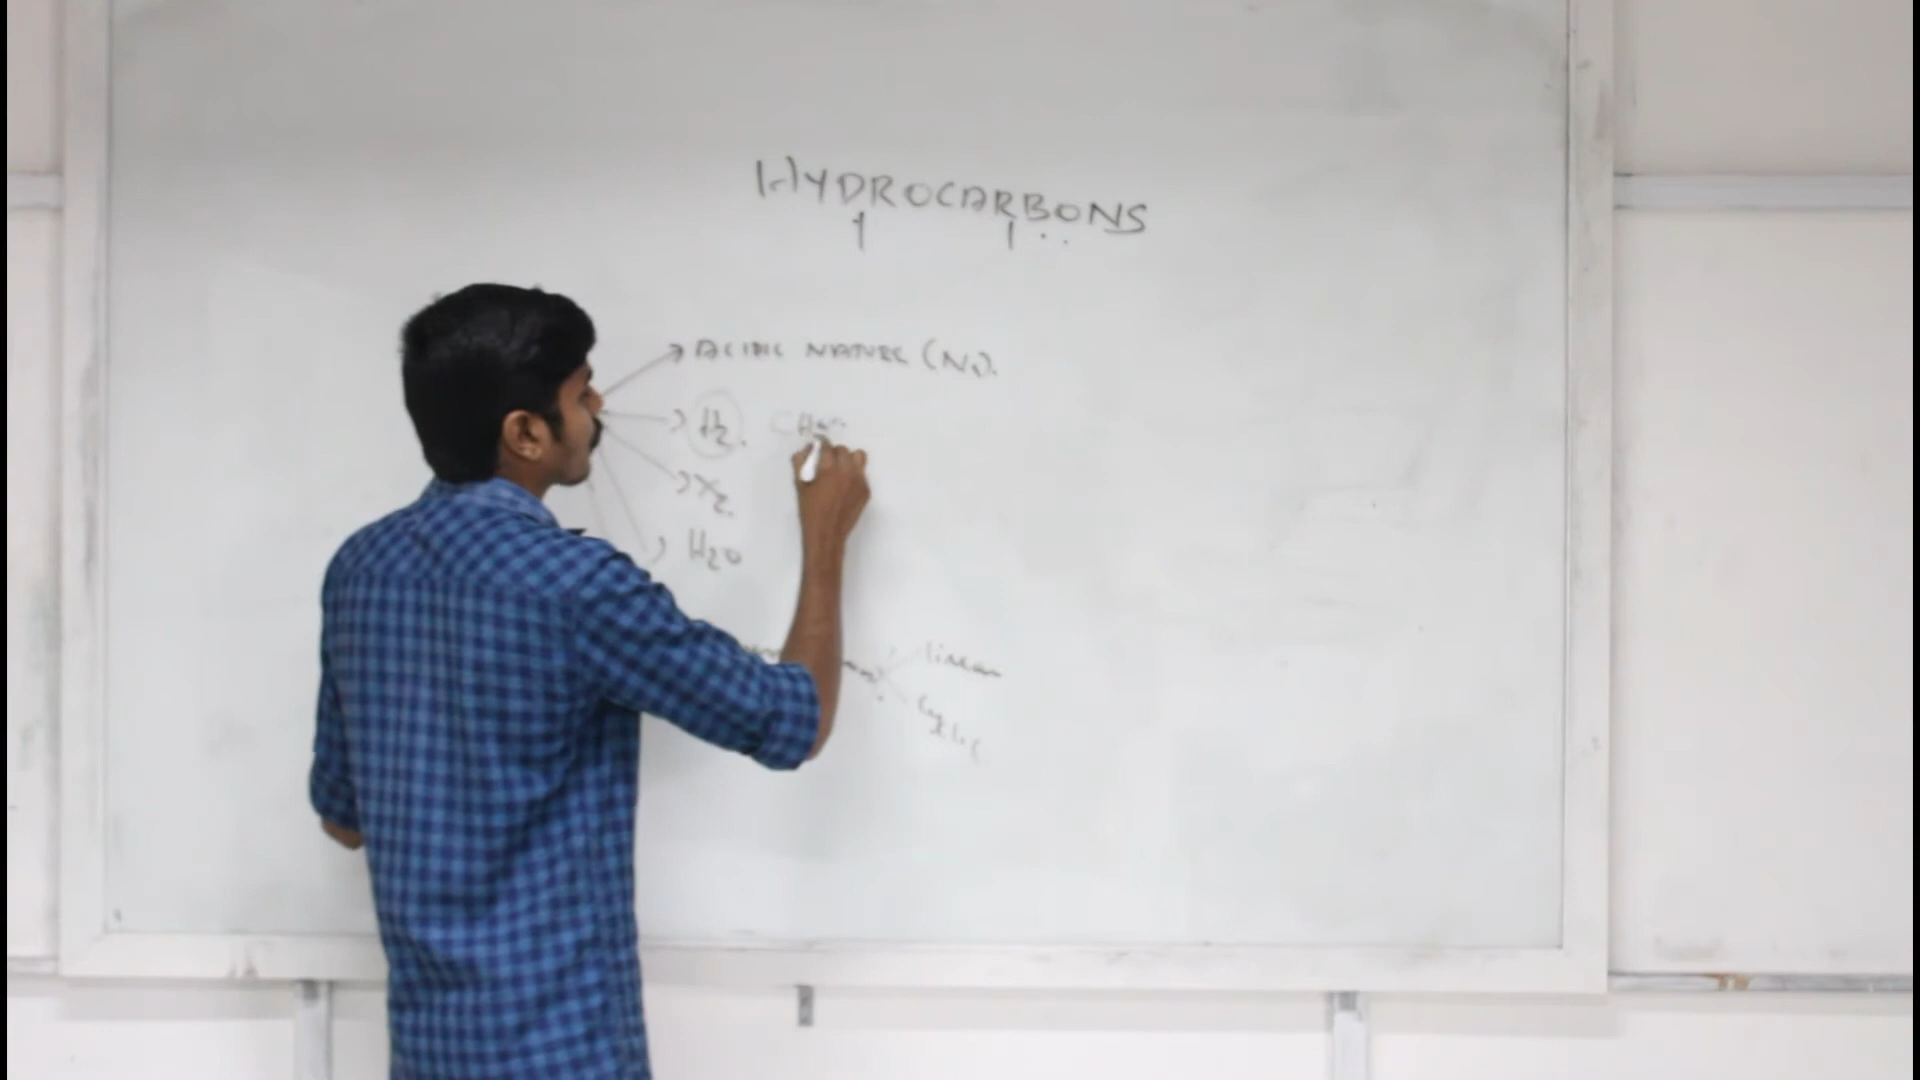 HYDROCARBONS
ACIDIC NATURE (Na).
H2.
X2.
H2O
linear
Cyclic